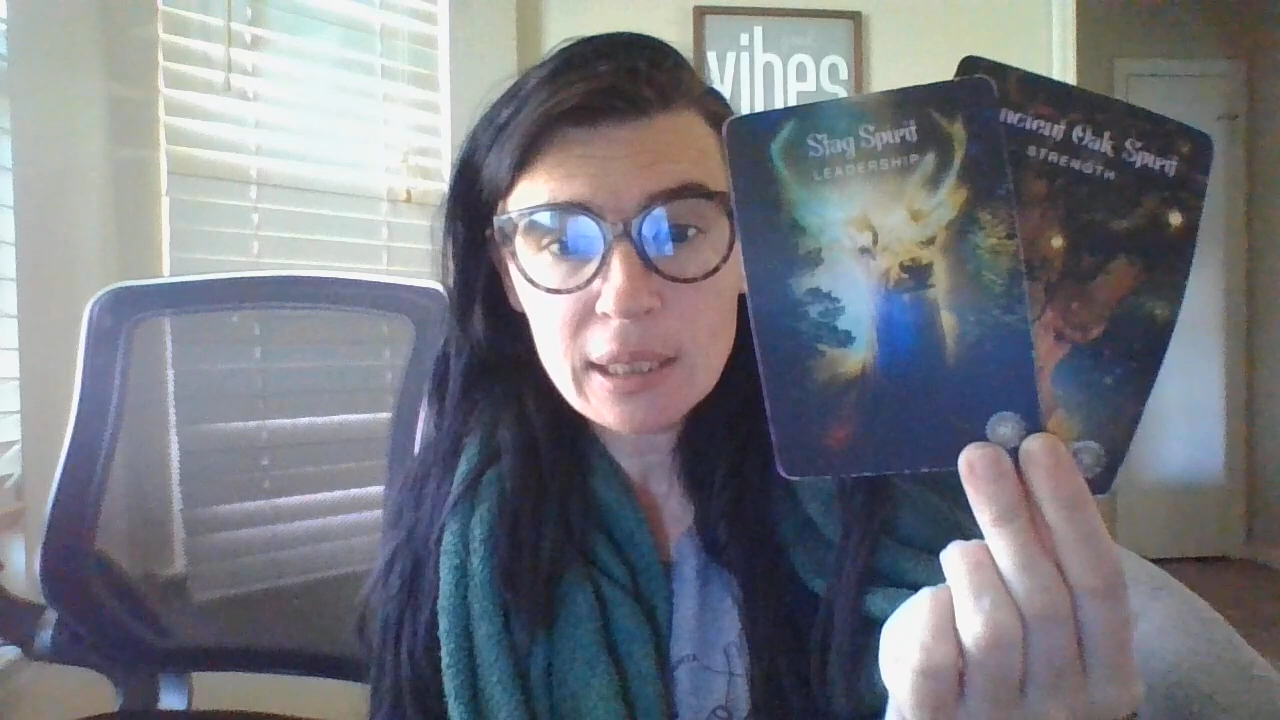 vibes
Stag Spirit
LEADERSHIP
Oak Spirit
STRENGTH